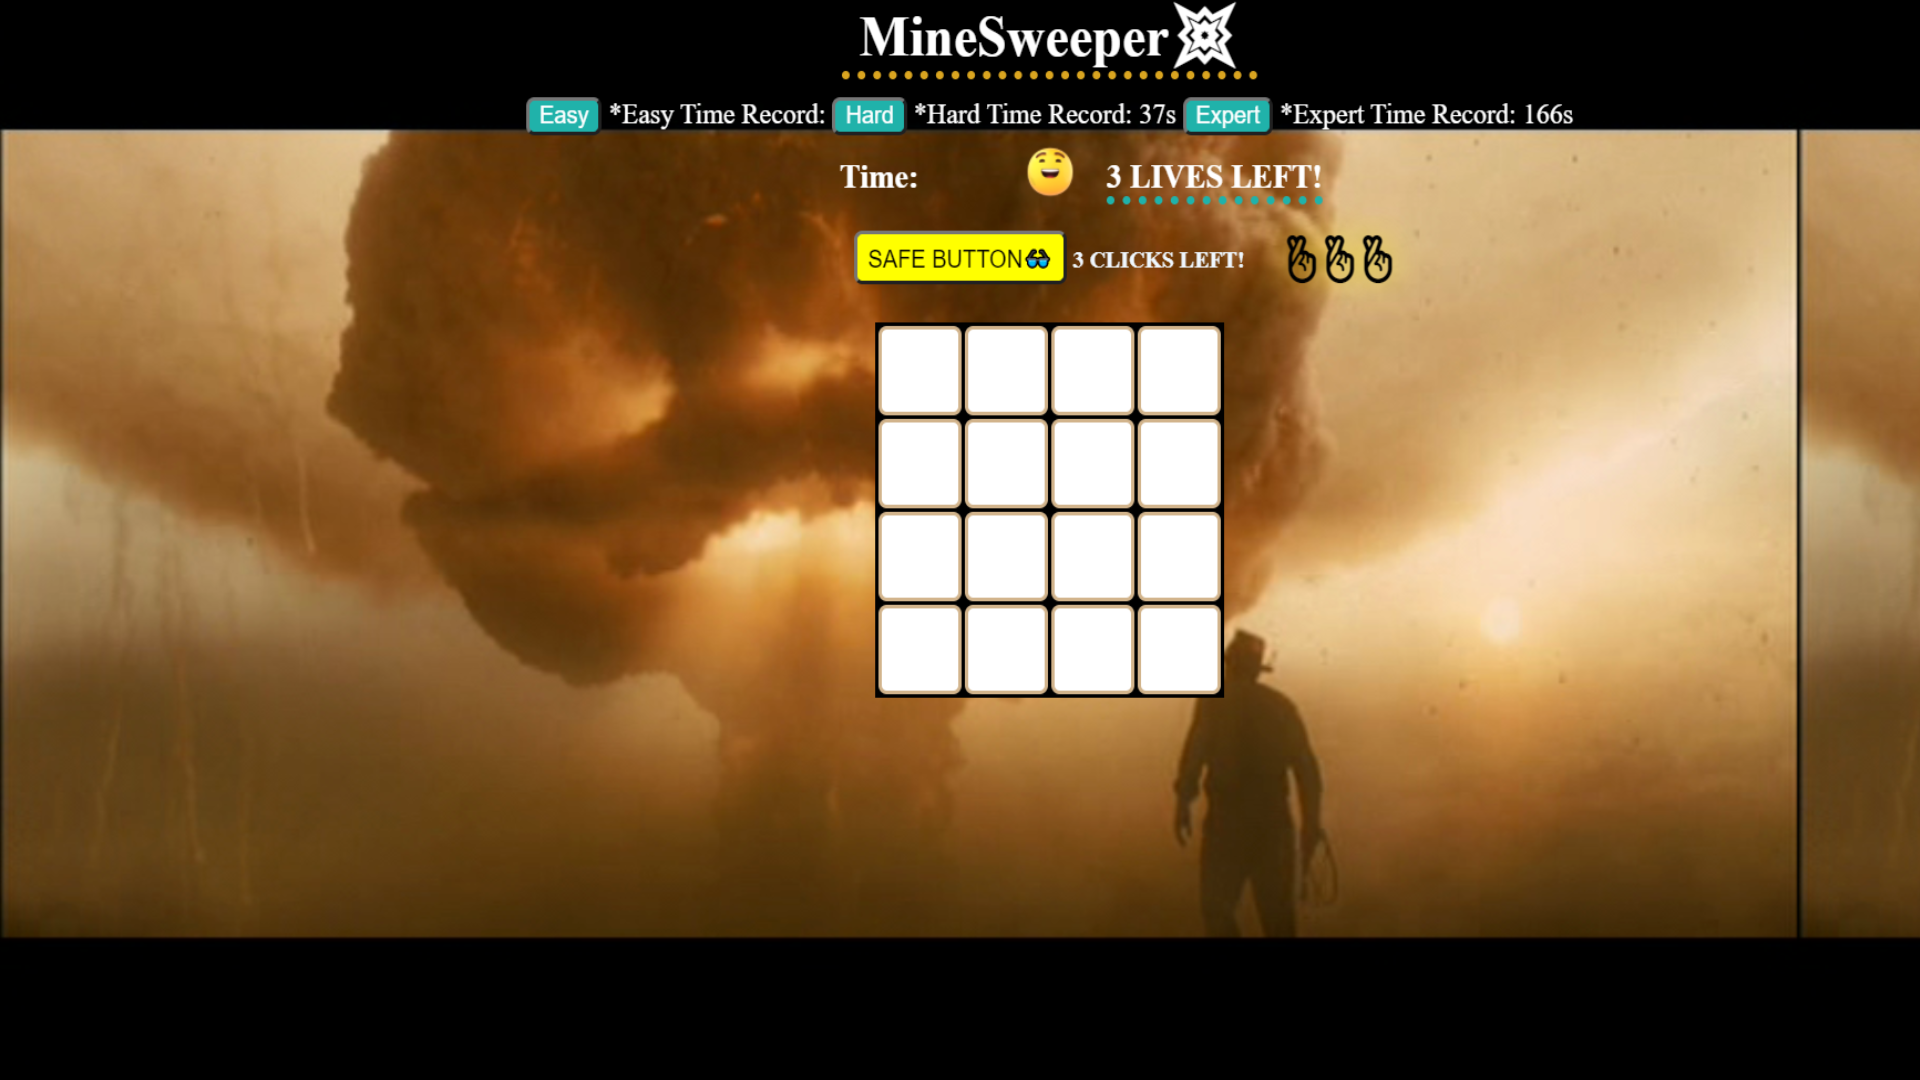 MineSweeper
Easy *Easy Time Record: Hard *Hard Time Record: 37s Expert *Expert Time Record: 166s
Time: 3 LIVES LEFT!
SAFE BUTTON 3 CLICKS LEFT!